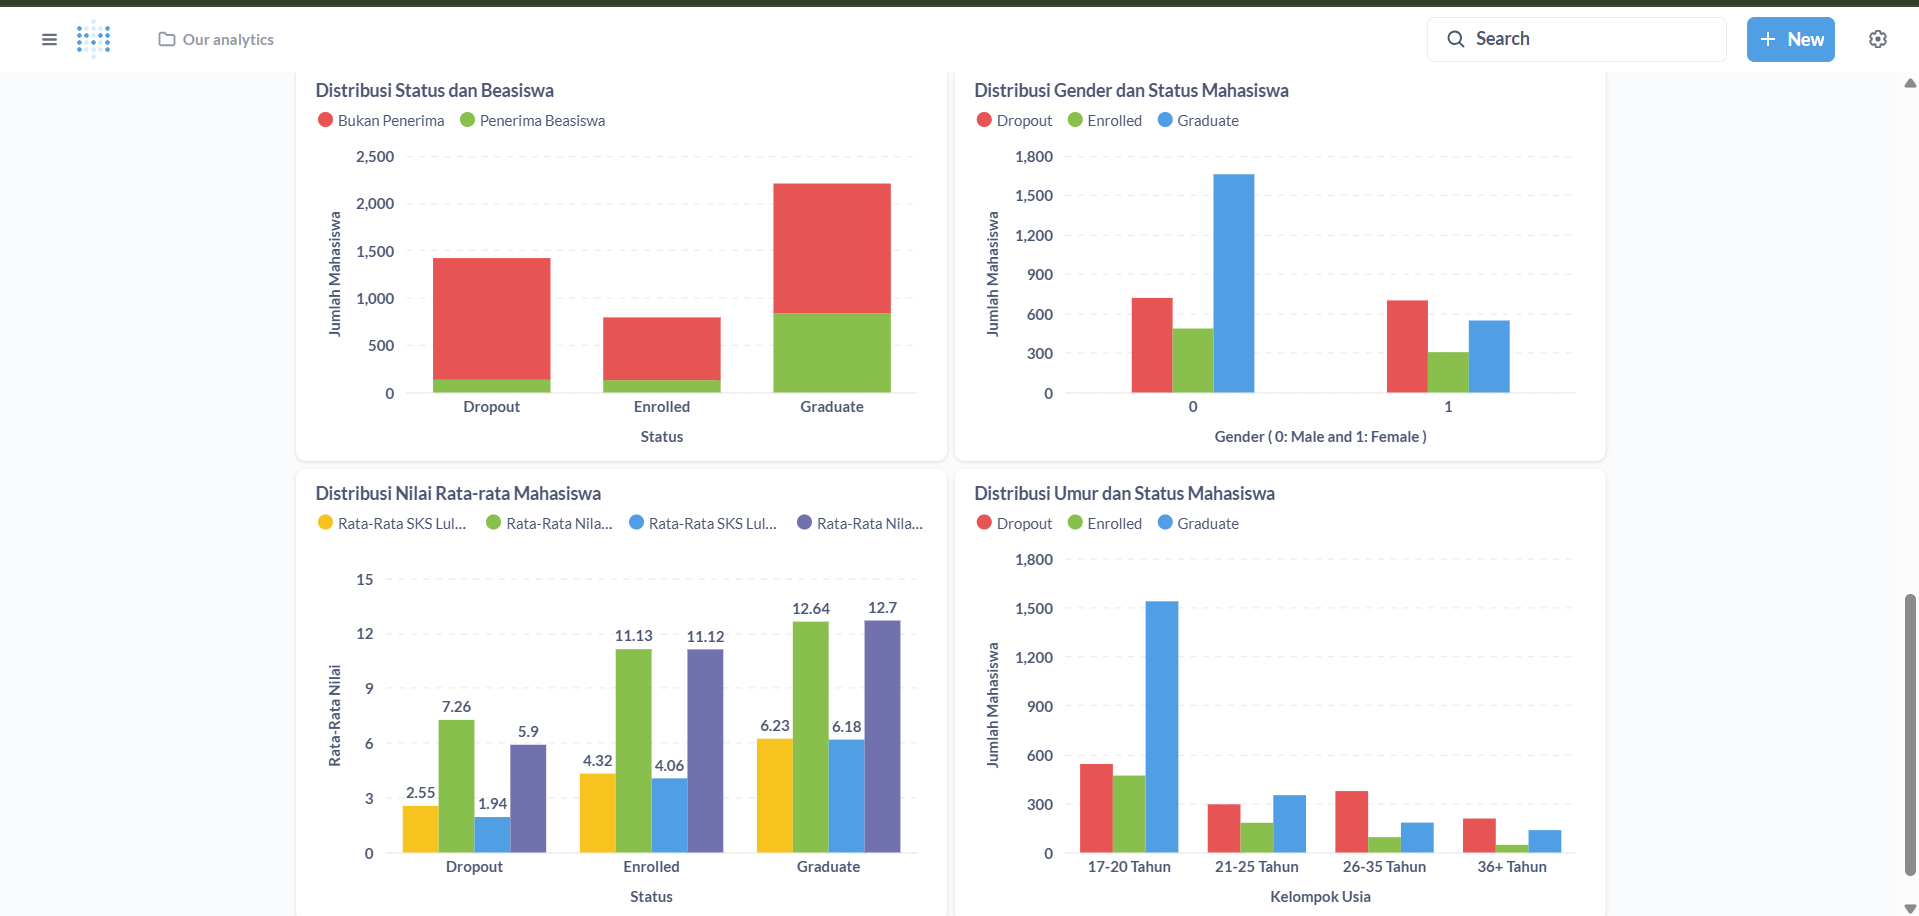 Our analytics
Search
New
Distribusi Status dan Beasiswa
Bukan Penerima Penerima Beasiswa
2,500
2,000
1,500
1,000
500
0
Jumlah Mahasiswa
Dropout Enrolled Graduate
Status
Distribusi Gender dan Status Mahasiswa
Dropout Enrolled Graduate
1,800
1,500
1,200
900
600
300
0
Jumlah Mahasiswa
0 1
Gender ( 0: Male and 1: Female )
Distribusi Nilai Rata-rata Mahasiswa
Rata-Rata SKS Lul... Rata-Rata Nila... Rata-Rata SKS Lul... Rata-Rata Nila...
15
12
9
6
3
0
Rata-Rata Nilai
2.55 7.26 1.94 5.9
4.32 11.13 4.06 11.12
6.23 12.64 6.18 12.7
Dropout Enrolled Graduate
Status
Distribusi Umur dan Status Mahasiswa
Dropout Enrolled Graduate
1,800
1,500
1,200
900
600
300
0
Jumlah Mahasiswa
17-20 Tahun 21-25 Tahun 26-35 Tahun 36+ Tahun
Kelompok Usia